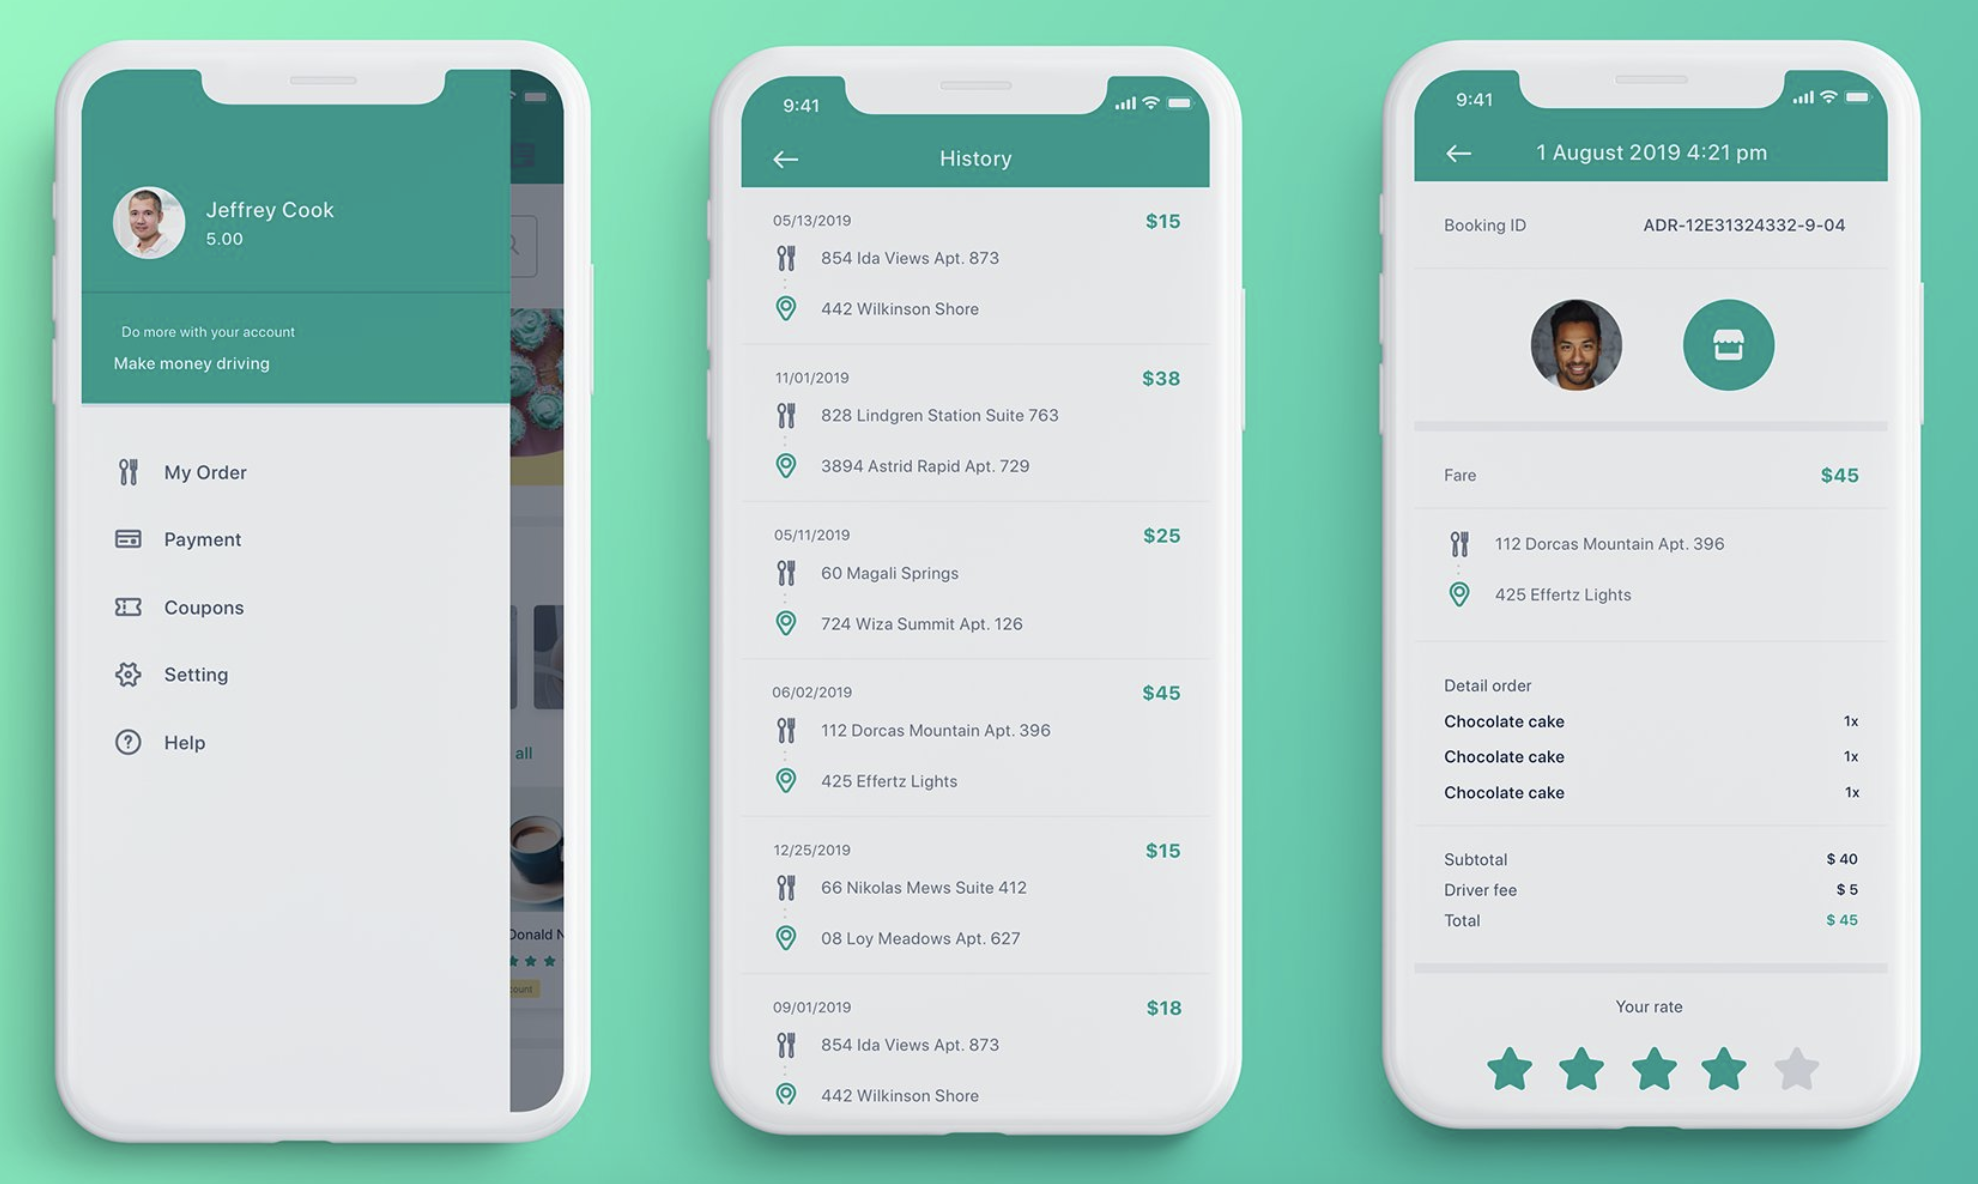 Jeffrey Cook
5.00
Do more with your account
Make money driving
My Order
Payment
Coupons
Setting
Help
all
Donald
9:41
History
05/13/2019 $15
854 Ida Views Apt. 873
442 Wilkinson Shore
11/01/2019 $38
828 Lindgren Station Suite 763
3894 Astrid Rapid Apt. 729
05/11/2019 $25
60 Magali Springs
724 Wiza Summit Apt. 126
06/02/2019 $45
112 Dorcas Mountain Apt. 396
425 Effertz Lights
12/25/2019 $15
66 Nikolas Mews Suite 412
08 Loy Meadows Apt. 627
09/01/2019 $18
854 Ida Views Apt. 873
442 Wilkinson Shore
9:41
1 August 2019 4:21 pm
Booking ID ADR-12E31324332-9-04
Fare $45
112 Dorcas Mountain Apt. 396
425 Effertz Lights
Detail order
Chocolate cake 1x
Chocolate cake 1x
Chocolate cake 1x
Subtotal $ 40
Driver fee $ 5
Total $ 45
Your rate